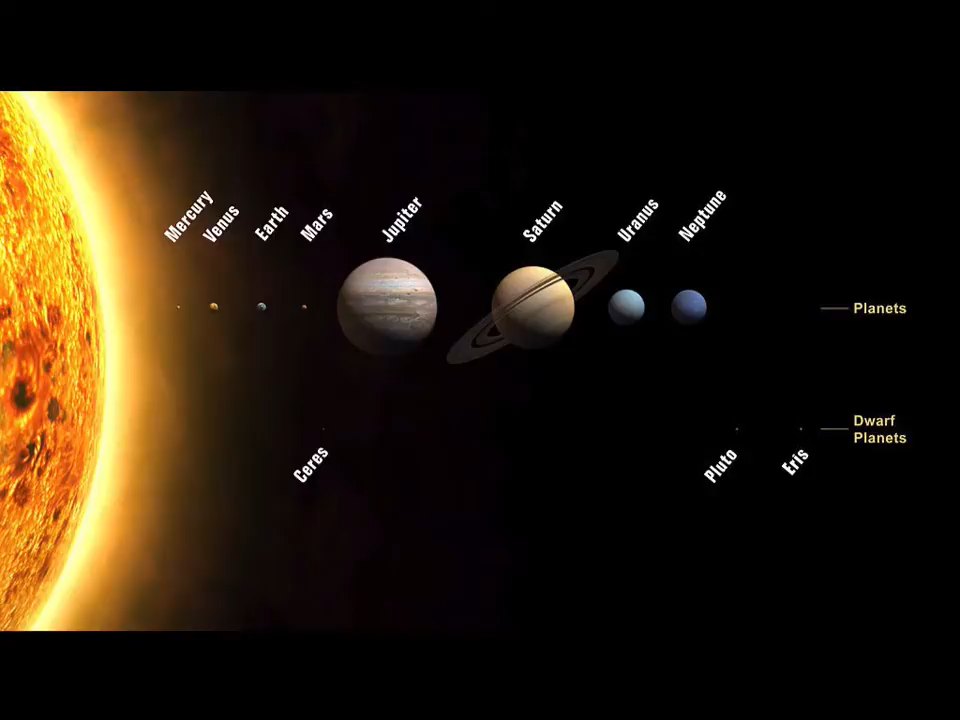 Mercury
Venus
Earth
Mars
Jupiter
Saturn
Uranus
Neptune
Planets
Ceres
Pluto
Eris
Dwarf
Planets